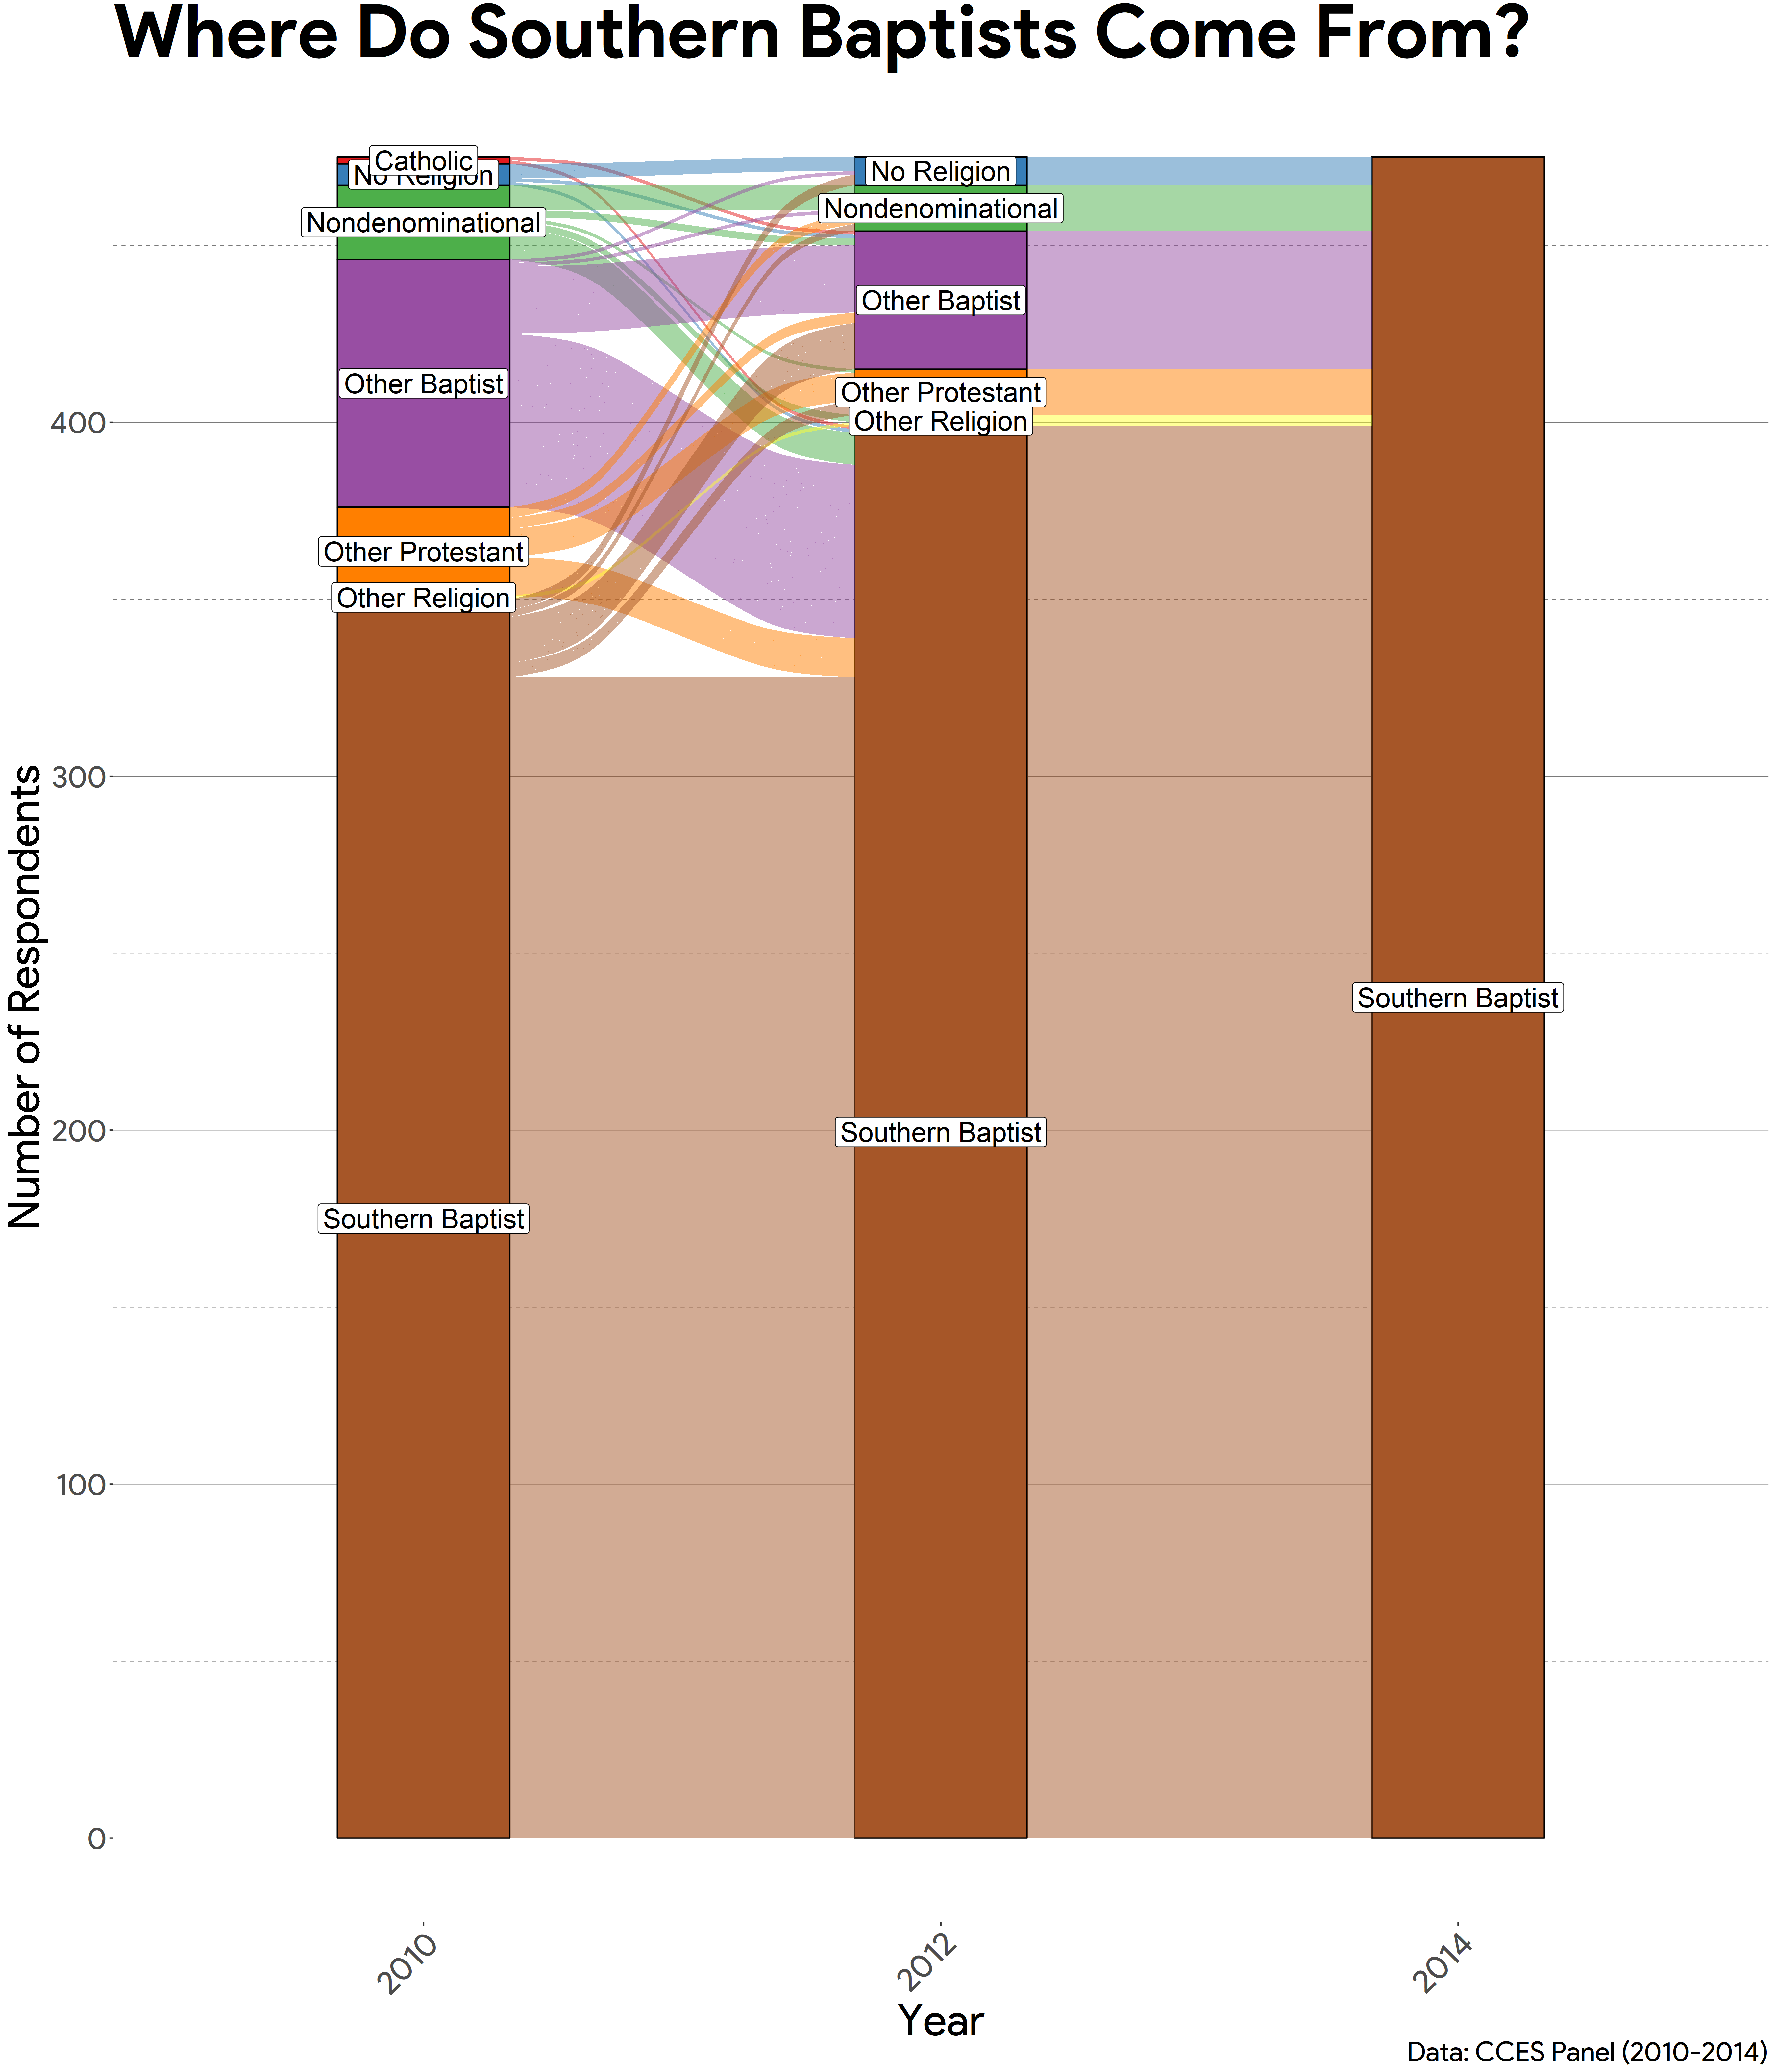 Where Do Southern Baptists Come From?
Catholic
No Religion
Nondenominational
Other Baptist
Other Protestant
Other Religion
Southern Baptist
No Religion
Nondenominational
Other Baptist
Other Protestant
Other Religion
Southern Baptist
Southern Baptist
Number of Respondents
400
300
200
100
0
2010
2012
2014
Year
Data: CCES Panel (2010-2014)